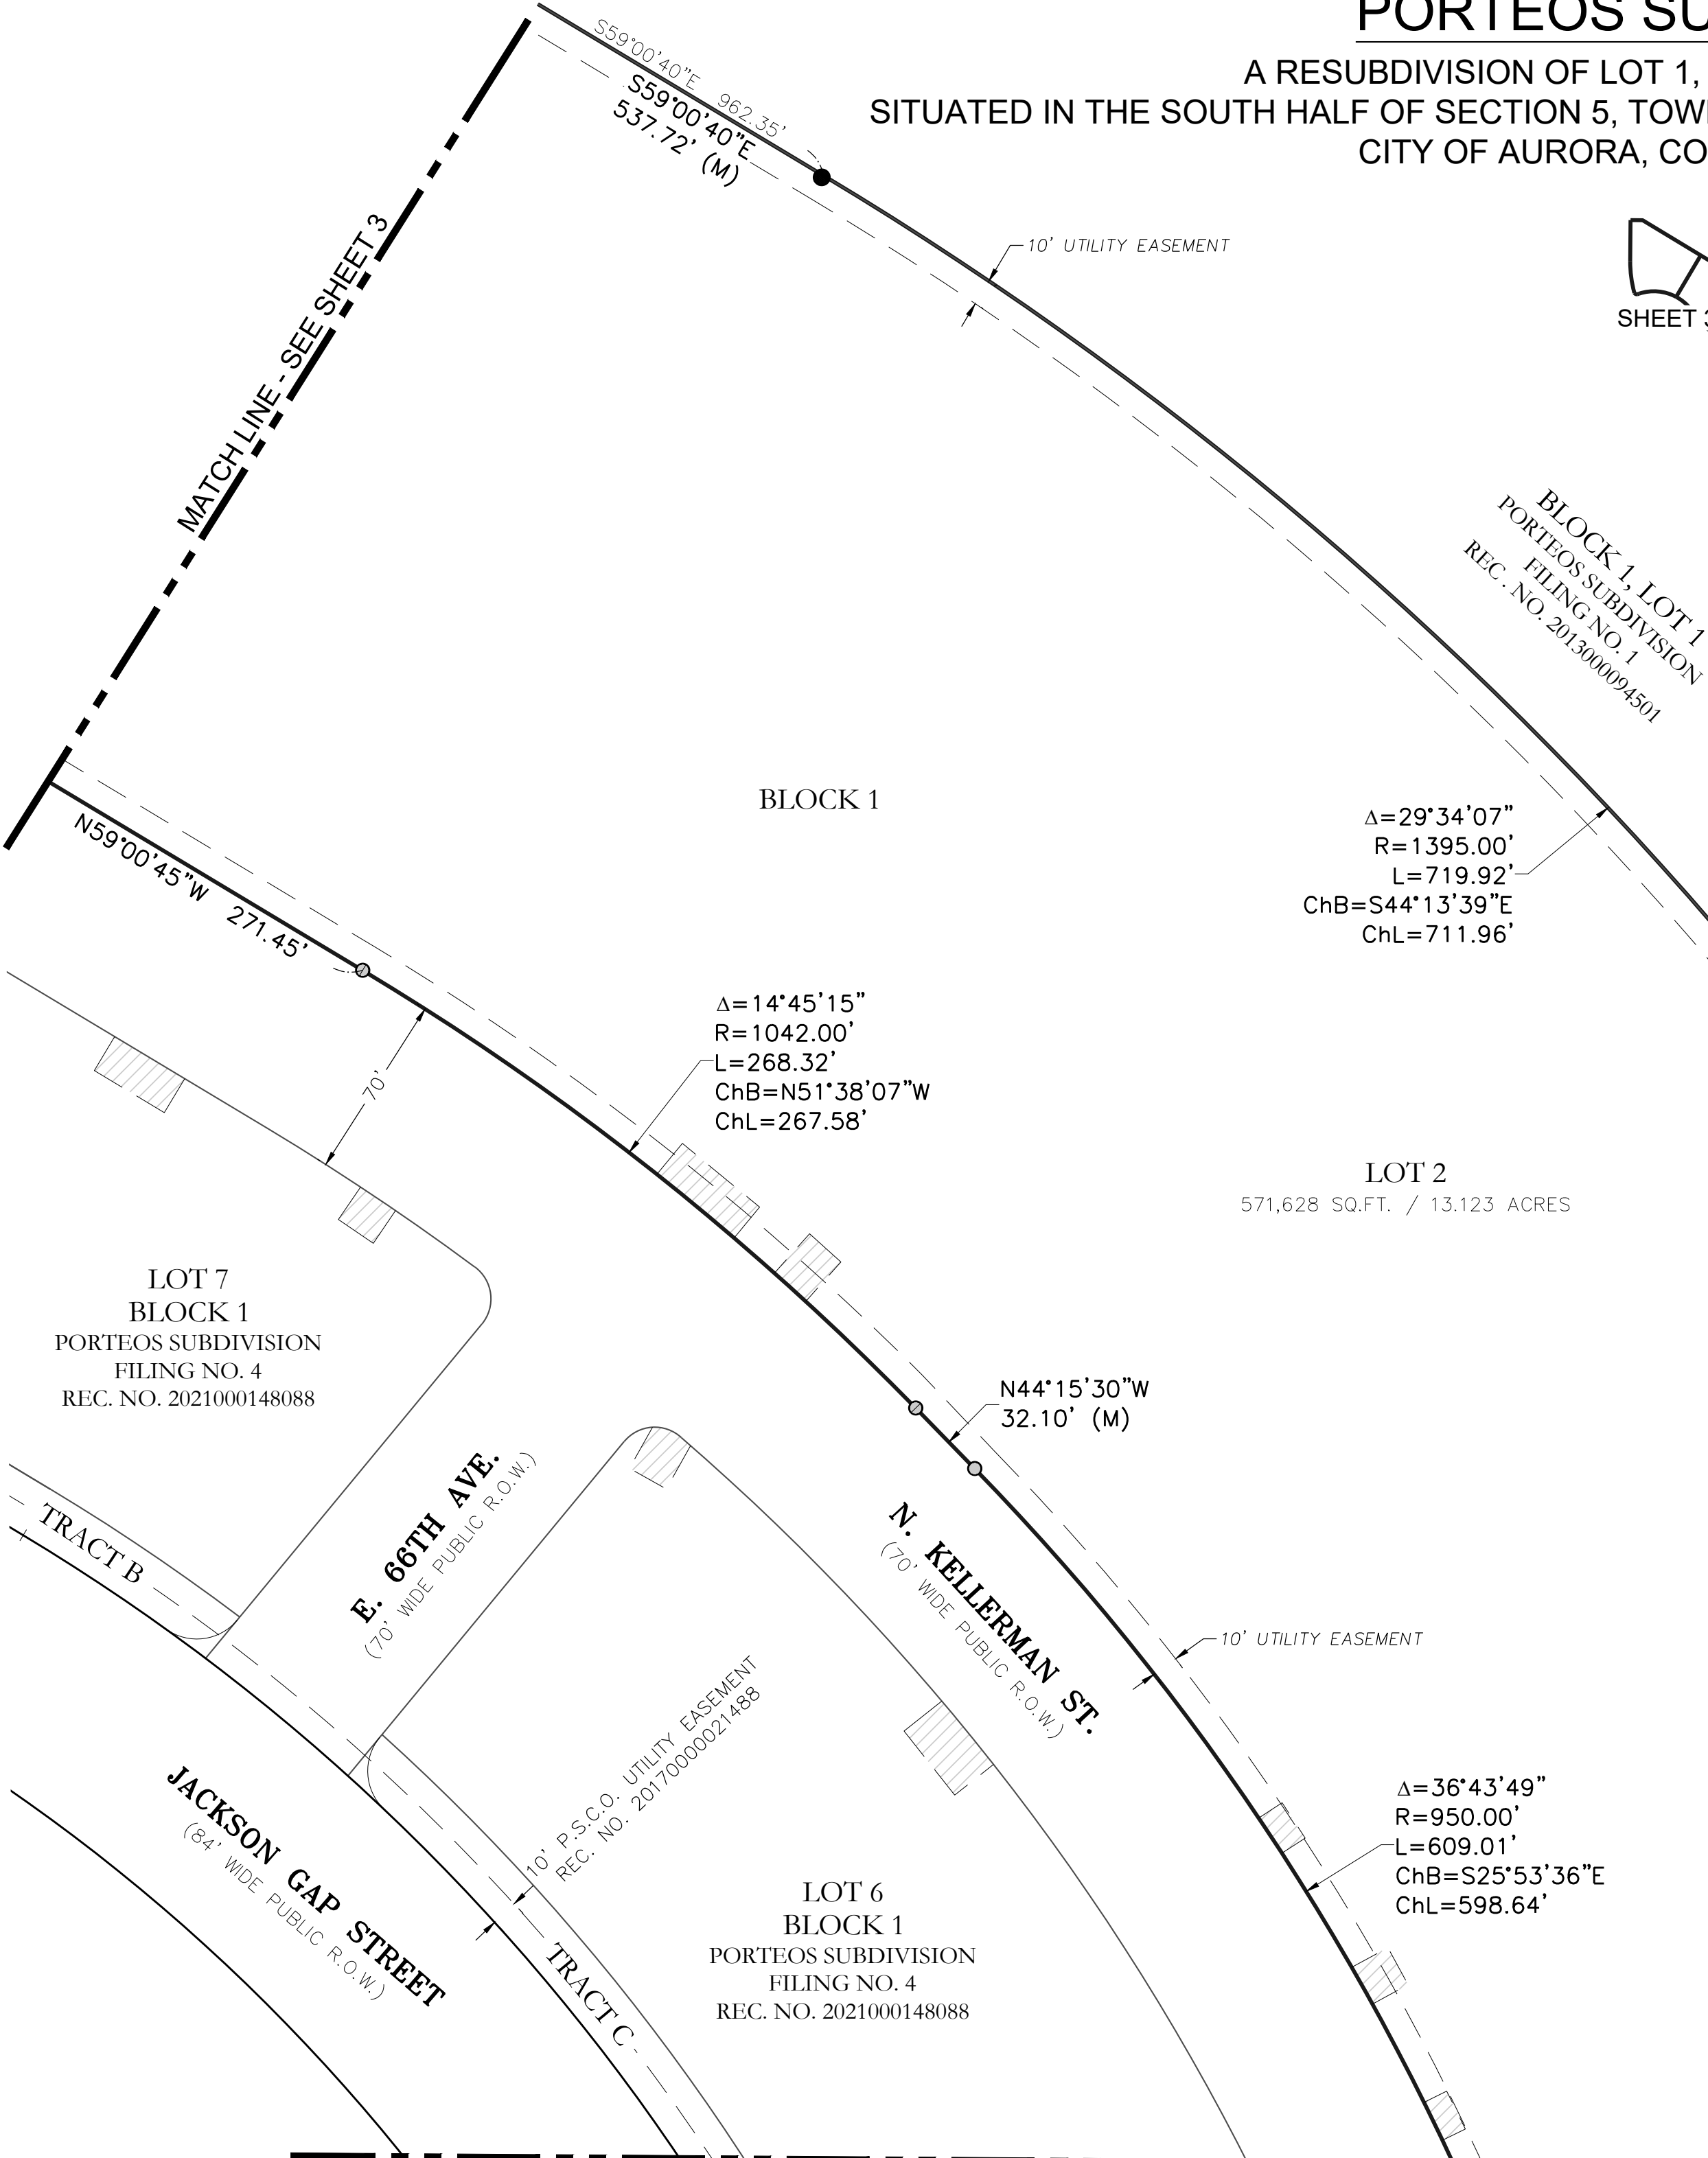 PORTEOS SU
A RESUBDIVISION OF LOT 1,
SITUATED IN THE SOUTH HALF OF SECTION 5, TOW
CITY OF AURORA, CO
S59°00'40"E 962.35'
S59°00'40"E
537.72' (M)
10' UTILITY EASEMENT
SHEET 3
MATCH LINE - SEE SHEET 3
BLOCK 1, LOT 1
PORTEOS SUBDIVISION
FILING NO. 1
REC. NO. 2013000094501
BLOCK 1
Δ=29°34'07"
R=1395.00'
L=719.92'
ChB=S44°13'39"E
ChL=711.96'
N59°00'45"W 271.45'
Δ=14°45'15"
R=1042.00'
L=268.32'
ChB=N51°38'07"W
ChL=267.58'
70'
LOT 2
571,628 SQ.FT. / 13.123 ACRES
LOT 7
BLOCK 1
PORTEOS SUBDIVISION
FILING NO. 4
REC. NO. 2021000148088
N44°15'30"W
32.10' (M)
E. 66TH AVE.
(70' WIDE PUBLIC R.O.W.)
N. KELLERMAN ST.
(70' WIDE PUBLIC R.O.W.)
TRACT B
10' UTILITY EASEMENT
10' P.S.C.O. UTILITY EASEMENT
REC. NO. 2017000021488
JACKSON GAP STREET
(84' WIDE PUBLIC R.O.W.)
Δ=36°43'49"
R=950.00'
L=609.01'
ChB=S25°53'36"E
ChL=598.64'
LOT 6
BLOCK 1
PORTEOS SUBDIVISION
FILING NO. 4
REC. NO. 2021000148088
TRACT C